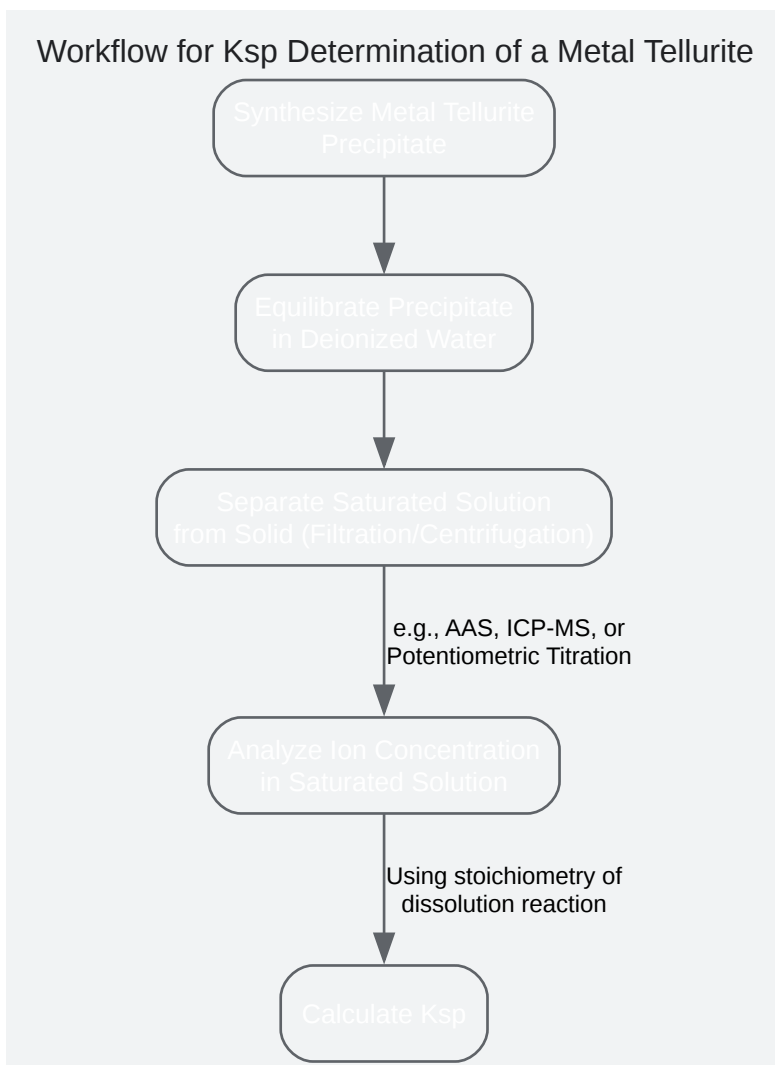 Workflow for Ksp Determination of a Metal Tellurite
Synthesize Metal Tellurite
Precipitate
Equilibrate Precipitate
in Deionized Water
Separate Saturated Solution
from Solid (Filtration/Centrifugation)
e.g., AAS, ICP-MS, or
Potentiometric Titration
Analyze Ion Concentration
in Saturated Solution
Using stoichiometry of
dissolution reaction
Calculate Ksp